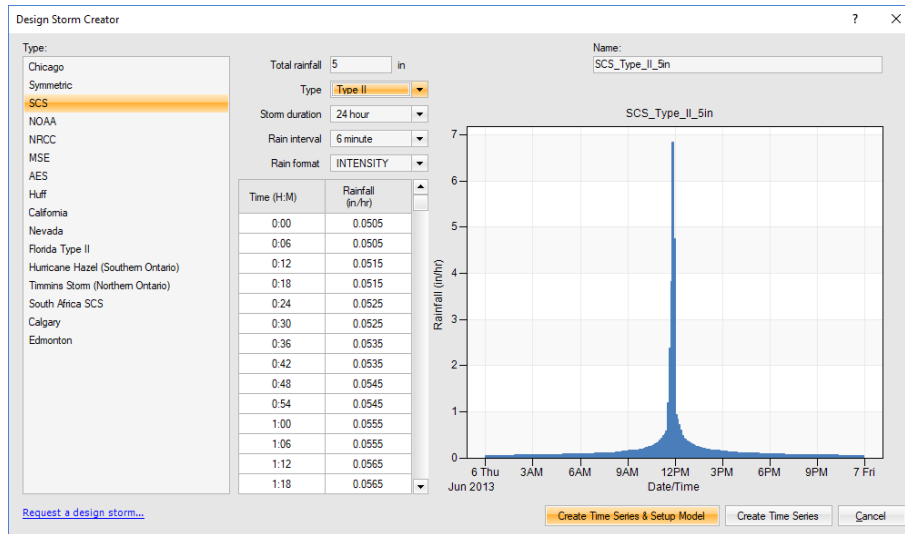 Design Storm Creator
?
Type:
Chicago
Symmetric
SCS
NOAA
NRCC
MSE
AES
Huff
California
Nevada
Florida Type II
Hurricane Hazel (Southern Ontario)
Timmins Storm (Northern Ontario)
South Africa SCS
Calgary
Edmonton
Request a design storm...
Total rainfall 5 in
Type Type II
Storm duration 24 hour
Rain interval 6 minute
Rain format INTENSITY
Time (H:M) Rainfall (in/hr)
0:00 0.0505
0:06 0.0505
0:12 0.0515
0:18 0.0515
0:24 0.0525
0:30 0.0525
0:36 0.0535
0:42 0.0535
0:48 0.0545
0:54 0.0545
1:00 0.0555
1:06 0.0555
1:12 0.0565
1:18 0.0565
Name:
SCS_Type_II_5in
SCS_Type_II_5in
Rainfall (in/hr)
7
6
5
4
3
2
1
0
6 Thu 3AM 6AM 9AM 12PM 3PM 6PM 9PM 7 Fri
Jun 2013
Date/Time
Create Time Series & Setup Model Create Time Series Cancel